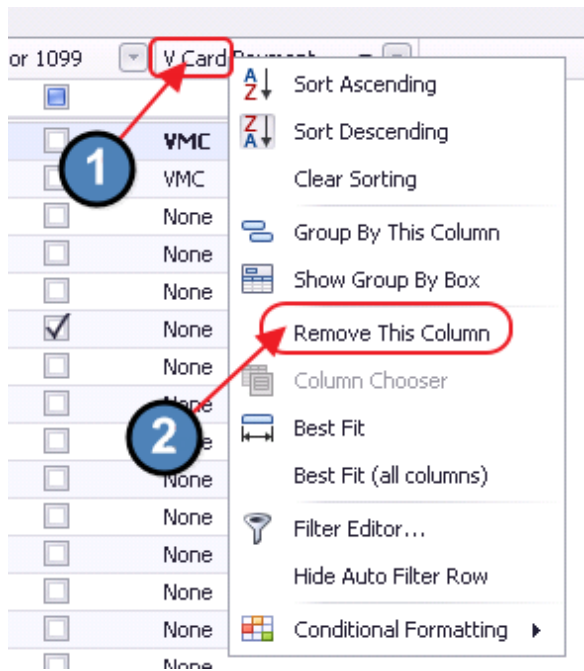 or 1099 V Card Payment
VMC
VMC
None
None
None
None
None
None
None
None
None
None
None
None
None
1
2
Sort Ascending
Sort Descending
Clear Sorting
Group By This Column
Show Group By Box
Remove This Column
Column Chooser
Best Fit
Best Fit (all columns)
Filter Editor...
Hide Auto Filter Row
Conditional Formatting